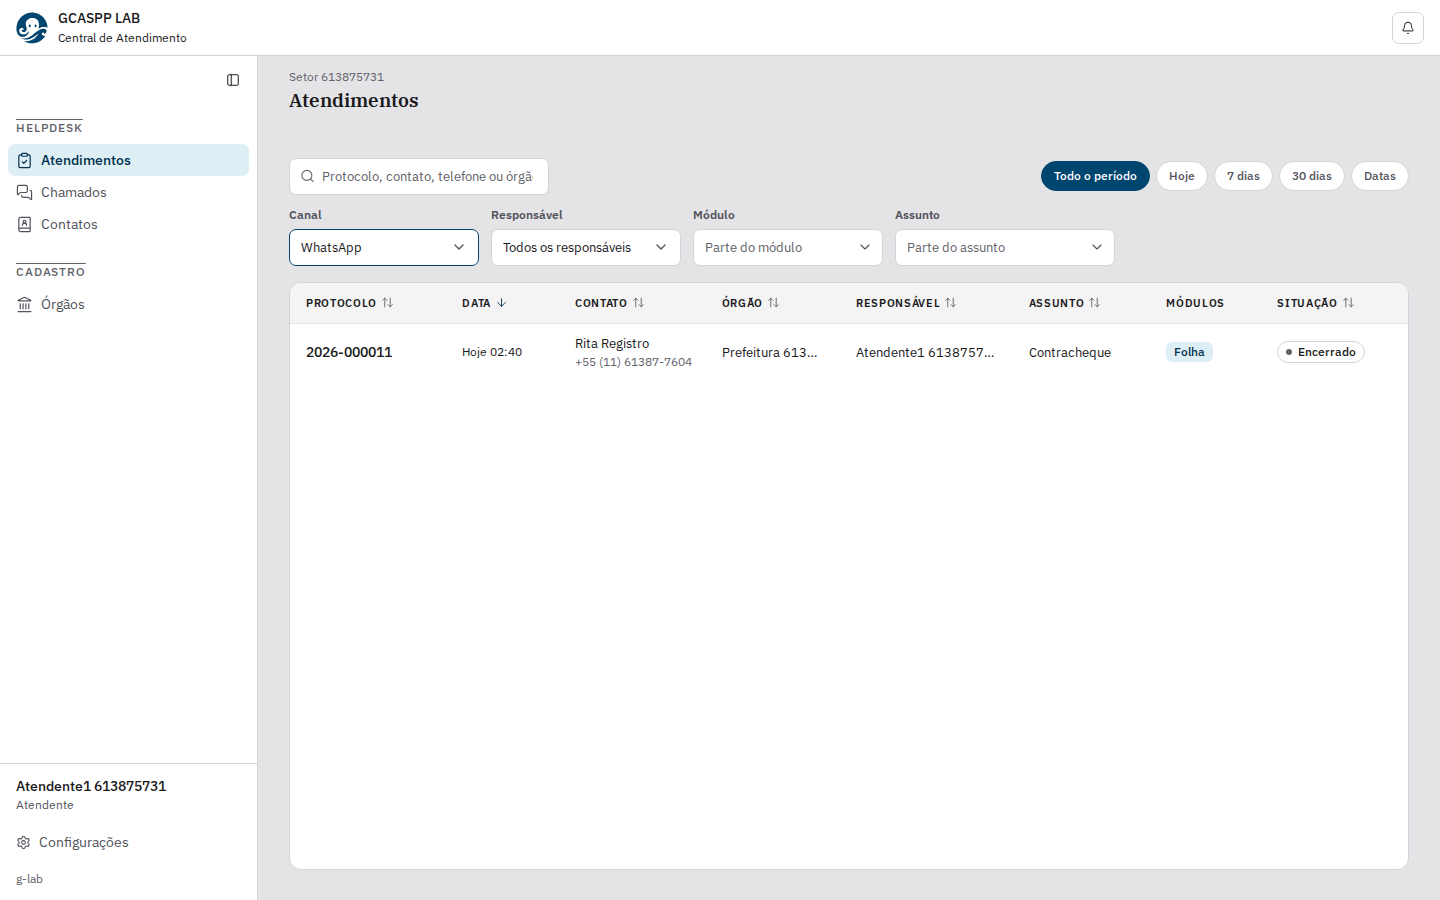 GCASPP LAB
Central de Atendimento
HELPDESK
Atendimentos
Chamados
Contatos
CADASTRO
Órgãos
Atendente1 613875731
Atendente
Configurações
g-lab
Setor 613875731
Atendimentos
Protocolo, contato, telefone ou órgã
Todo o período Hoje 7 dias 30 dias Datas
Canal Responsável Módulo Assunto
WhatsApp Todos os responsáveis Parte do módulo Parte do assunto
PROTOCOLO DATA CONTATO ÓRGÃO RESPONSÁVEL ASSUNTO MÓDULOS SITUAÇÃO
2026-000011 Hoje 02:40 Rita Registro Prefeitura 613... Atendente1 6138757... Contracheque Folha Encerrado
+55 (11) 61387-7604